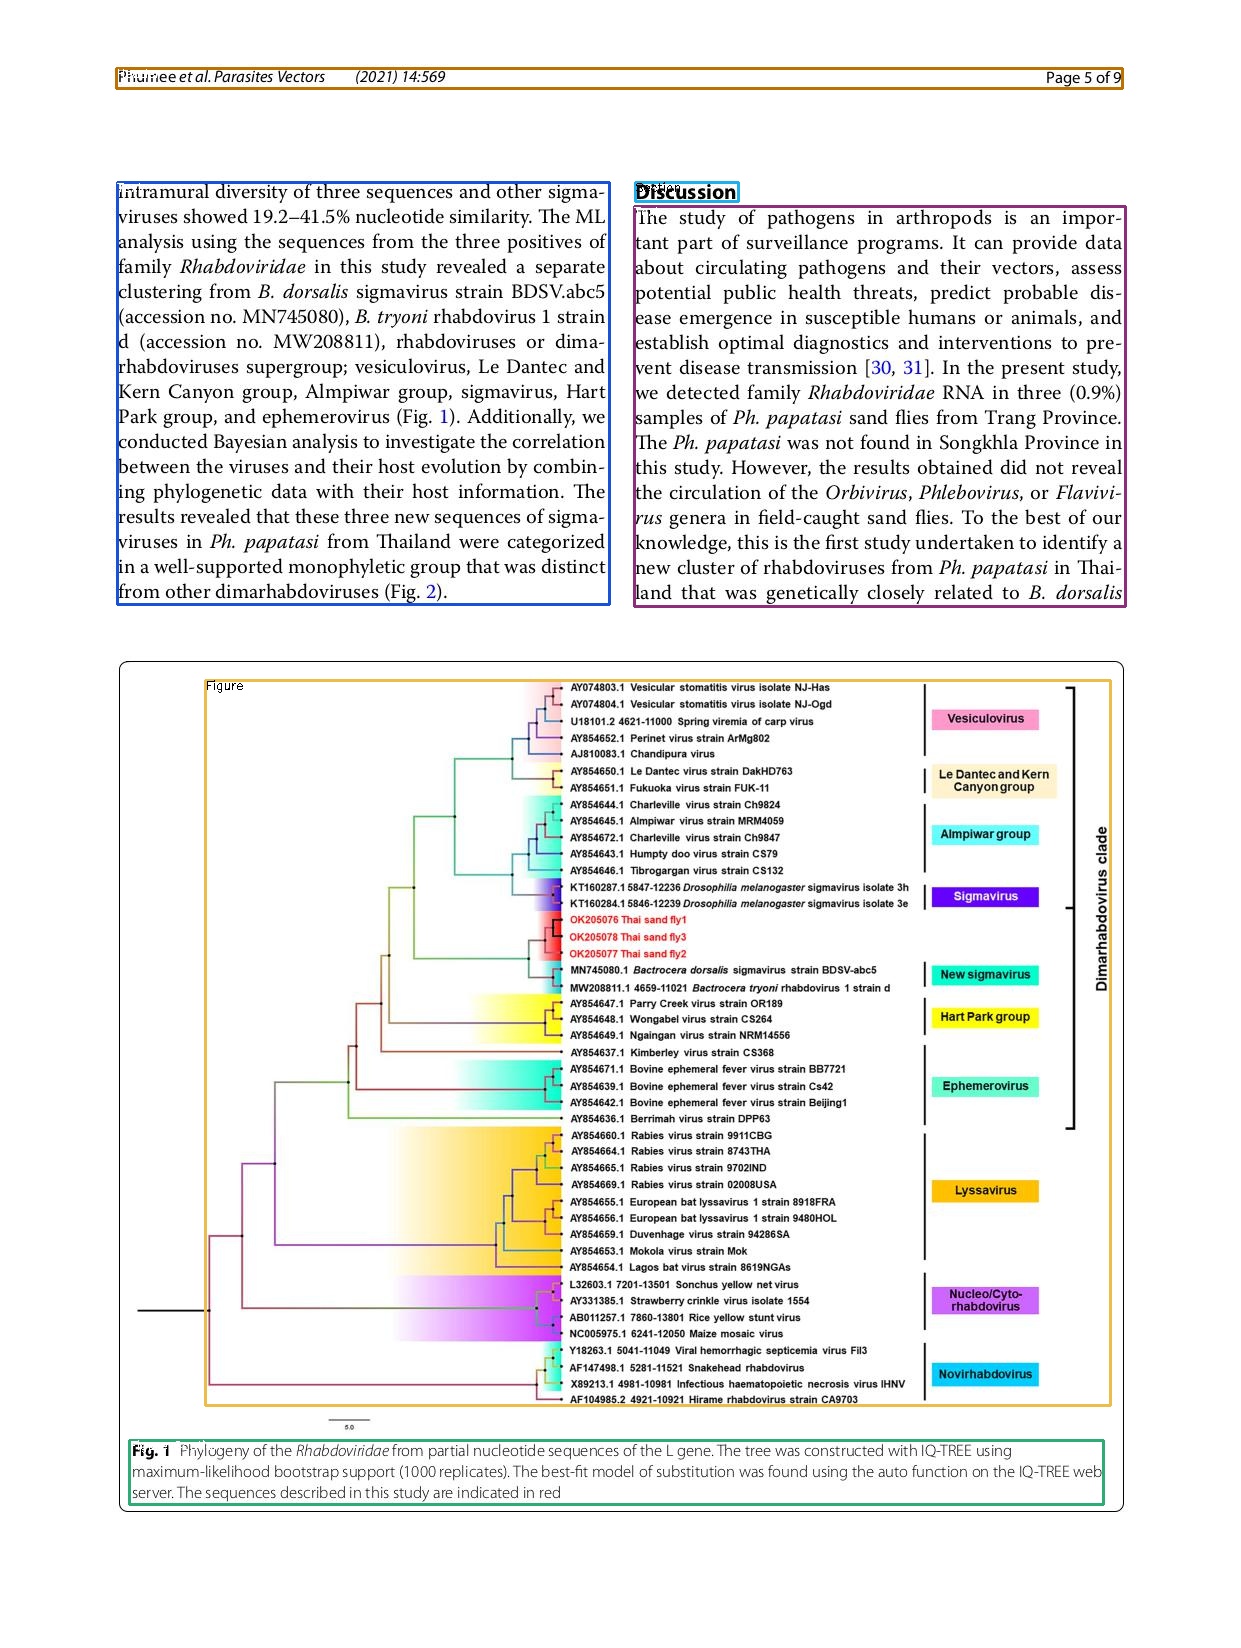 Phumee et al. Parasites Vectors (2021) 14:569
Page 5 of 9
intramural diversity of three sequences and other sigma-
viruses showed 19.2–41.5% nucleotide similarity. The ML
analysis using the sequences from the three positives of
family Rhabdoviridae in this study revealed a separate
clustering from B. dorsalis sigmavirus strain BDSV.abc5
(accession no. MN745080), B. tryoni rhabdovirus 1 strain
d (accession no. MW208811), rhabdoviruses or dima-
rhabdoviruses supergroup; vesiculovirus, Le Dantec and
Kern Canyon group, Almpiwar group, sigmavirus, Hart
Park group, and ephemerovirus (Fig. 1). Additionally, we
conducted Bayesian analysis to investigate the correlation
between the viruses and their host evolution by combin-
ing phylogenetic data with their host information. The
results revealed that these three new sequences of sigma-
viruses in Ph. papatasi from Thailand were categorized
in a well-supported monophyletic group that was distinct
from other dimarhabdoviruses (Fig. 2).
Section
Discussion
The study of pathogens in arthropods is an impor-
tant part of surveillance programs. It can provide data
about circulating pathogens and their vectors, assess
potential public health threats, predict probable dis-
ease emergence in susceptible humans or animals, and
establish optimal diagnostics and interventions to pre-
vent disease transmission [30, 31]. In the present study,
we detected family Rhabdoviridae RNA in three (0.9%)
samples of Ph. papatasi sand flies from Trang Province.
The Ph. papatasi was not found in Songkhla Province in
this study. However, the results obtained did not reveal
the circulation of the Orbivirus, Phlebovirus, or Flavivi-
rus genera in field-caught sand flies. To the best of our
knowledge, this is the first study undertaken to identify a
new cluster of rhabdoviruses from Ph. papatasi in Thai-
land that was genetically closely related to B. dorsalis
Figure
AY074803.1 Vesicular stomatitis virus isolate NJ-Has
AY074804.1 Vesicular stomatitis virus isolate NJ-Ogd
U18101.2 4621-11000 Spring viremia of carp virus
AY854652.1 Perinet virus strain ArMg802
AJ810083.1 Chandipura virus
Vesiculovirus
AY854650.1 Le Dantec virus strain DakHD763
AY854651.1 Fukuoka virus strain FUK-11
Le Dantec and Kern
Canyon group
AY854644.1 Charleville virus strain Ch9824
AY854645.1 Almpiwar virus strain MRM4059
AY854672.1 Charleville virus strain Ch9847
AY854643.1 Humpty doo virus strain CS79
AY854646.1 Tibrogargan virus strain CS132
Almpiwar group
KT160287.1 5847-12236 Drosophilia melanogaster sigmavirus isolate 3h
KT160284.1 5846-12239 Drosophilia melanogaster sigmavirus isolate 3e
Sigmavirus
OK205076 Thai sand fly1
OK205078 Thai sand fly3
OK205077 Thai sand fly2
MN745080.1 Bactrocera dorsalis sigmavirus strain BDSV-abc5
MW208811.1 4659-11021 Bactrocera tryoni rhabdovirus 1 strain d
New sigmavirus
AY854647.1 Parry Creek virus strain OR189
AY854648.1 Wongabel virus strain CS264
AY854649.1 Ngaingan virus strain NRM14556
Hart Park group
AY854637.1 Kimberley virus strain CS368
AY854671.1 Bovine ephemeral fever virus strain BB7721
AY854639.1 Bovine ephemeral fever virus strain Cs42
AY854642.1 Bovine ephemeral fever virus strain Beijing1
AY854636.1 Berrimah virus strain DPP63
Ephemerovirus
Dimarhabdovirus clade
AY854660.1 Rabies virus strain 9911CBG
AY854664.1 Rabies virus strain 8743THA
AY854665.1 Rabies virus strain 9702IND
AY854669.1 Rabies virus strain 02008USA
AY854655.1 European bat lyssavirus 1 strain 8918FRA
AY854656.1 European bat lyssavirus 1 strain 9480HOL
AY854659.1 Duvenhage virus strain 94286SA
AY854653.1 Mokola virus strain Mok
AY854654.1 Lagos bat virus strain 8619NGAs
Lyssavirus
L32603.1 7201-13501 Sonchus yellow net virus
AY331385.1 Strawberry crinkle virus isolate 1554
AB011257.1 7860-13801 Rice yellow stunt virus
NC005975.1 6241-12050 Maize mosaic virus
Nucleo/Cyto-
rhabdovirus
Y18263.1 5041-11049 Viral hemorrhagic septicemia virus Fil3
AF147498.1 5281-11521 Snakehead rhabdovirus
X89213.1 4981-10981 Infectious haematopoietic necrosis virus IHNV
AF104985.2 4921-10921 Hirame rhabdovirus strain CA9703
Novirhabdovirus
5.0
Fig. 1 Phylogeny of the Rhabdoviridae from partial nucleotide sequences of the L gene. The tree was constructed with IQ-TREE using
maximum-likelihood bootstrap support (1000 replicates). The best-fit model of substitution was found using the auto function on the IQ-TREE web
server. The sequences described in this study are indicated in red